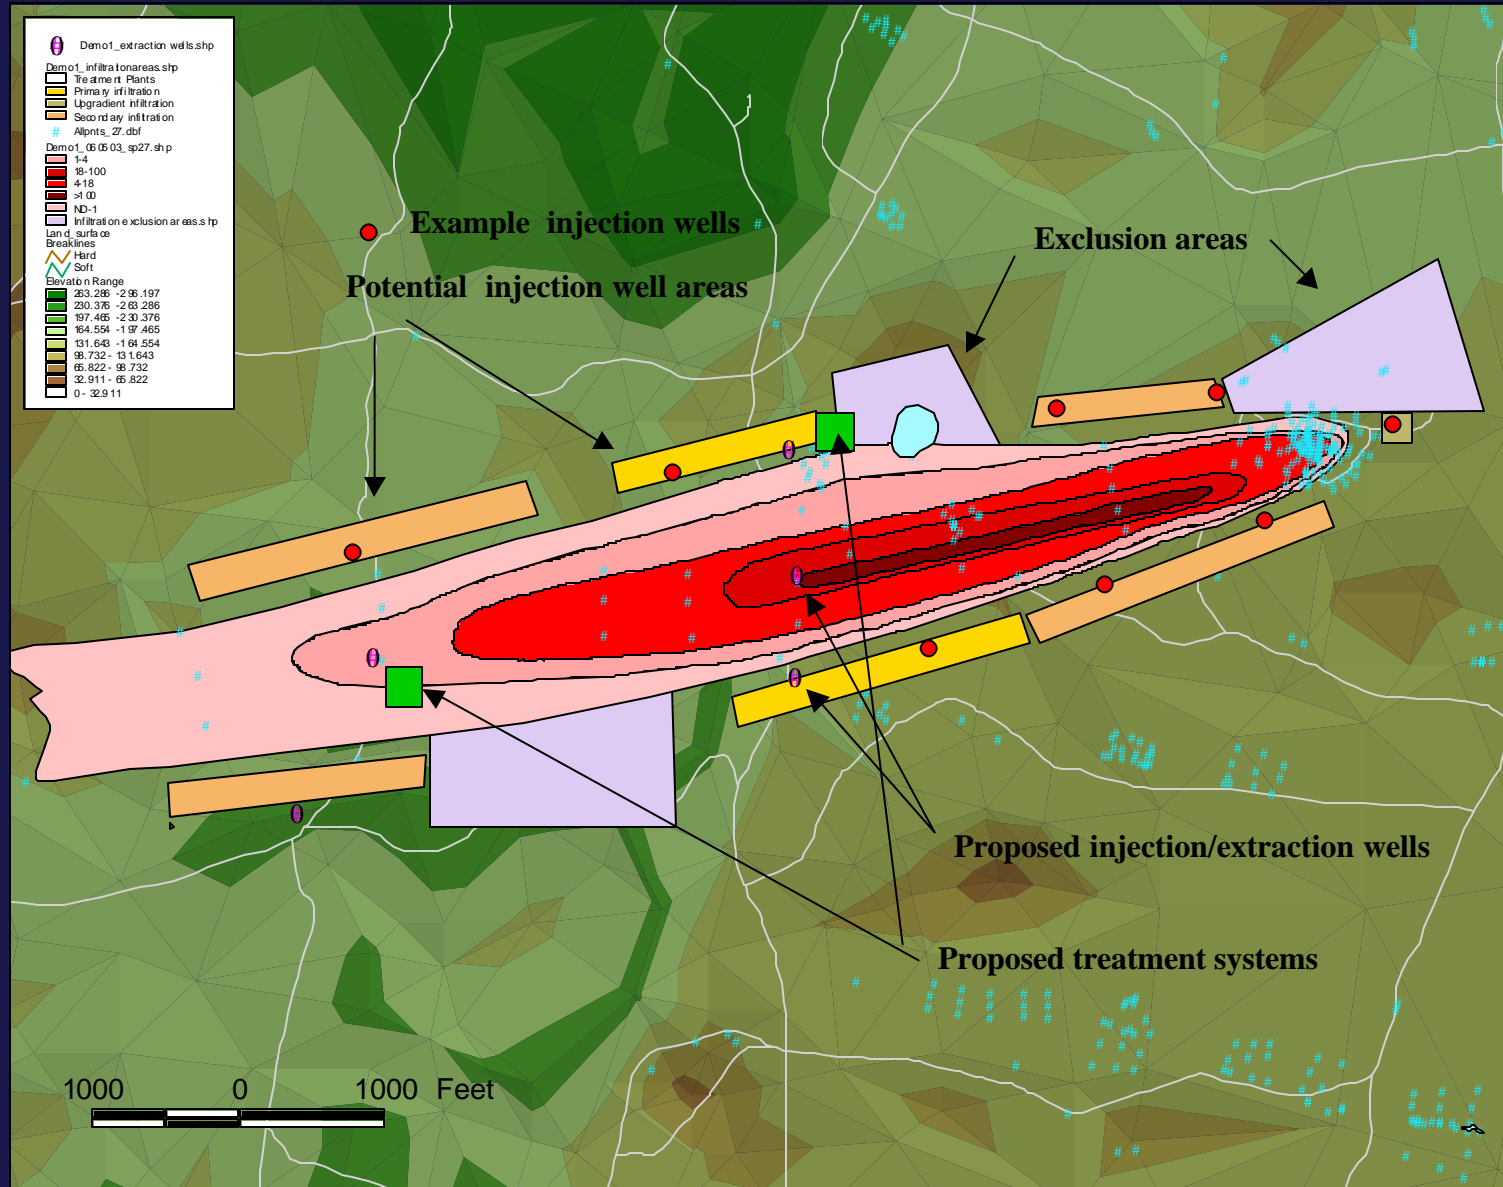 Demo1_extraction wells.shp
Demo1_infiltrationareas.shp
Treatment Plants
Primary infiltration
Upgradient infiltration
Secondary infiltration
# Allpnts_27.dbf
Demo1_060503_sp27.shp
1-4
18-100
4-18
>100
ND-1
Infiltration exclusion areas.shp
Land_surface
Breaklines
Hard
Soft
Elevation Range
263.286 - 296.197
230.376 - 263.286
197.465 - 230.376
164.554 - 197.465
131.643 - 164.554
98.732 - 131.643
65.822 - 98.732
32.911 - 65.822
0 - 32.911
Example injection wells
Exclusion areas
Potential injection well areas
Proposed injection/extraction wells
Proposed treatment systems
1000 0 1000 Feet